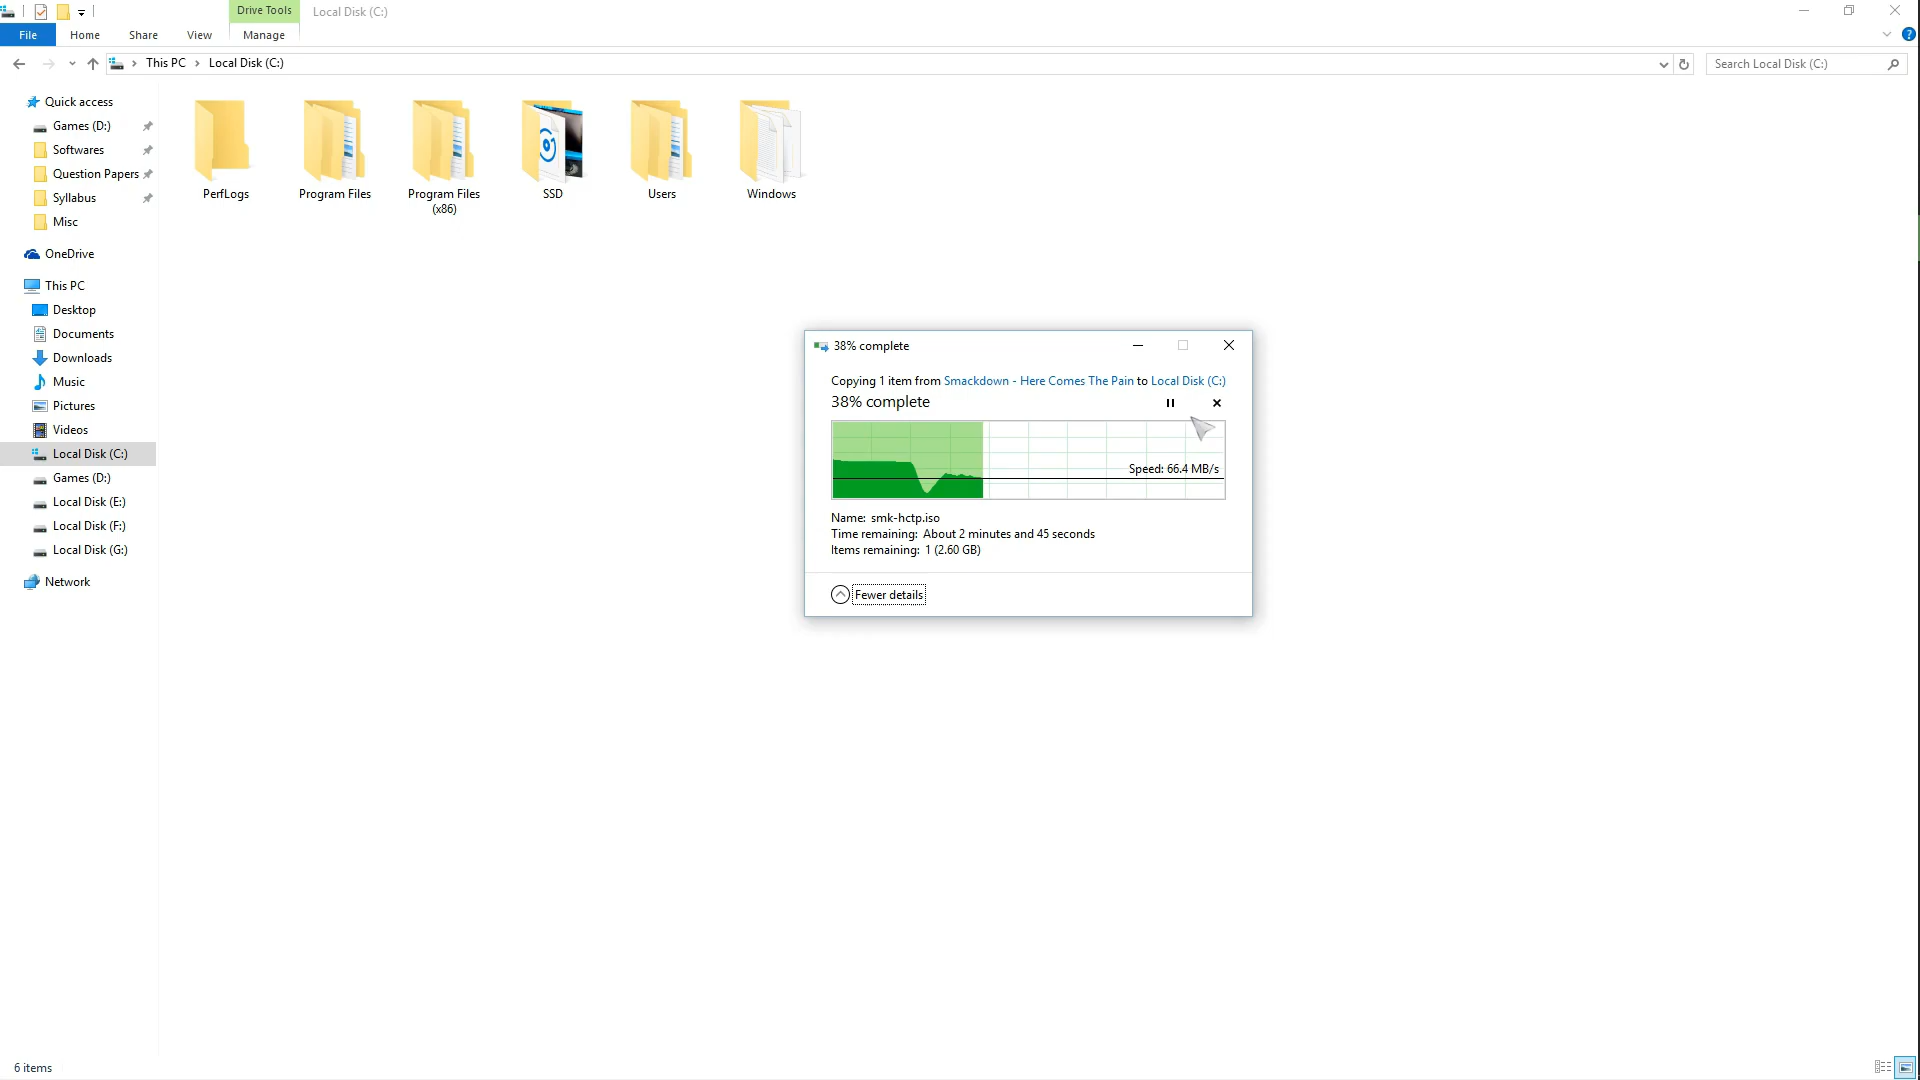 Drive Tools
Local Disk (C:)
File
Home
Share
View
Manage
This PC
Local Disk (C:)
Search Local Disk (C:)
Quick access
Games (D:)
Softwares
Question Papers
Syllabus
Misc
OneDrive
This PC
Desktop
Documents
Downloads
Music
Pictures
Videos
Local Disk (C:)
Games (D:)
Local Disk (E:)
Local Disk (F:)
Local Disk (G:)
Network
PerfLogs
Program Files
Program Files
(x86)
SSD
Users
Windows
38% complete
Copying 1 item from Smackdown - Here Comes The Pain to Local Disk (C:)
38% complete
Speed: 66.4 MB/s
Name: smk-hctp.iso
Time remaining: About 2 minutes and 45 seconds
Items remaining: 1 (2.60 GB)
Fewer details
6 items